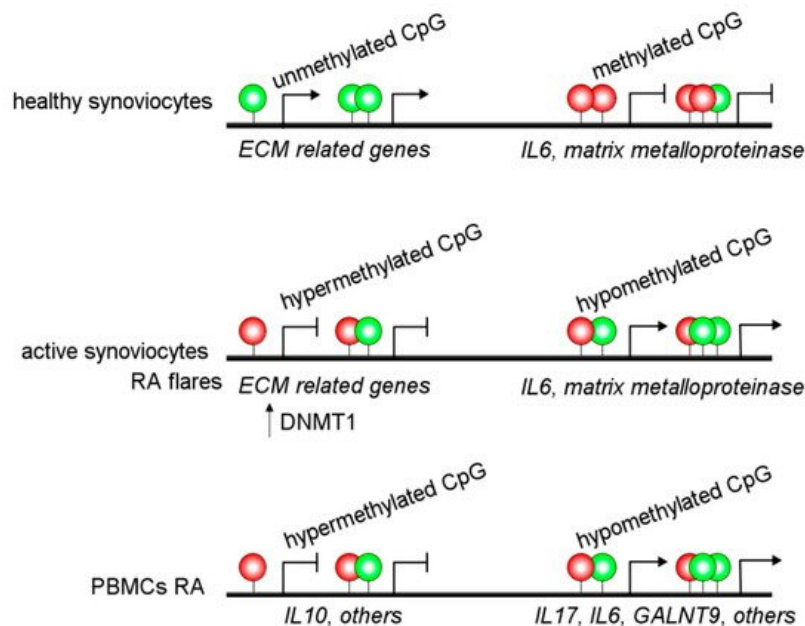 unmethylated CpG
methylated CpG
healthy synoviocytes
ECM related genes
IL6, matrix metalloproteinase
hypermethylated CpG
hypomethylated CpG
active synoviocytes
RA flares
ECM related genes
IL6, matrix metalloproteinase
DNMT1
hypermethylated CpG
hypomethylated CpG
PBMCs RA
IL10, others
IL17, IL6, GALNT9, others